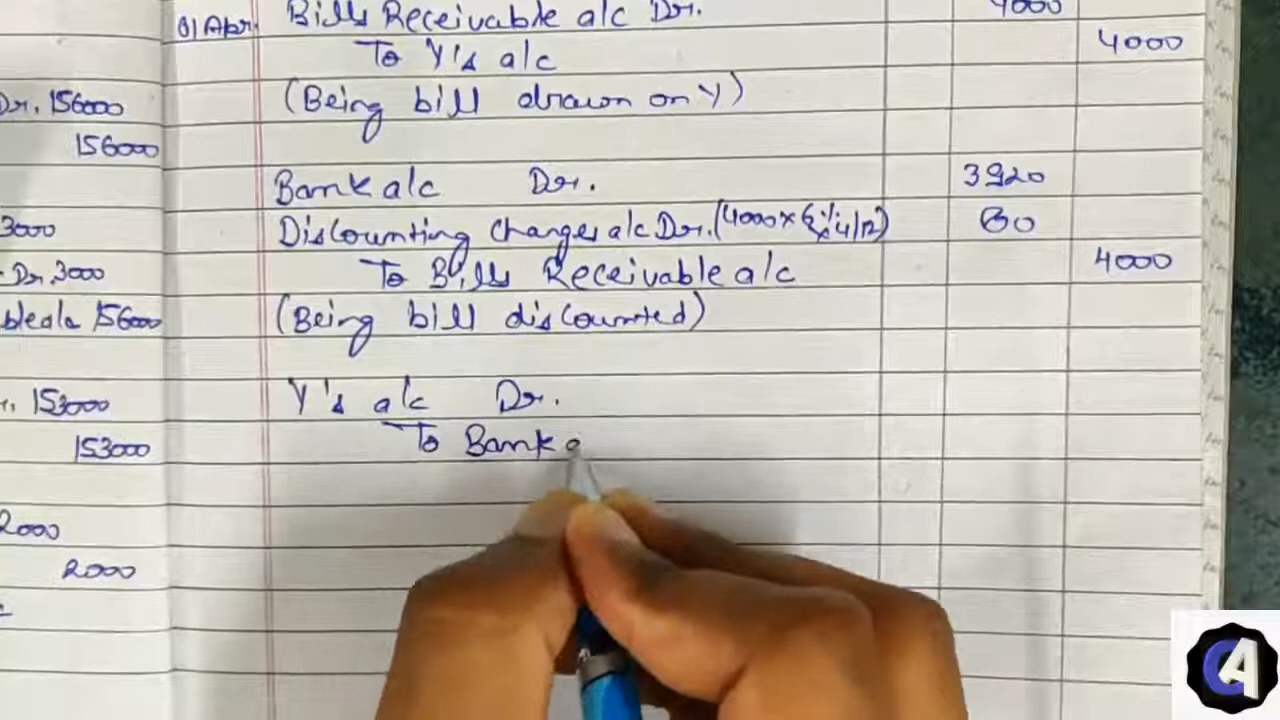 01 Apr. Bills Receivable a/c Dr. 4000
To Y's a/c 4000
(Being bill drawn on Y)
Bank a/c Dr. 3920
Discounting Charges a/c Dr. (4000 × 6% × 4/12) 80
To Bills Receivable a/c 4000
(Being bill discounted)
Y's a/c Dr.
To Bank a
Dr. 156000
156000
3000
Dr. 3000
ble a/c 156000
153000
153000
2000
2000
CA